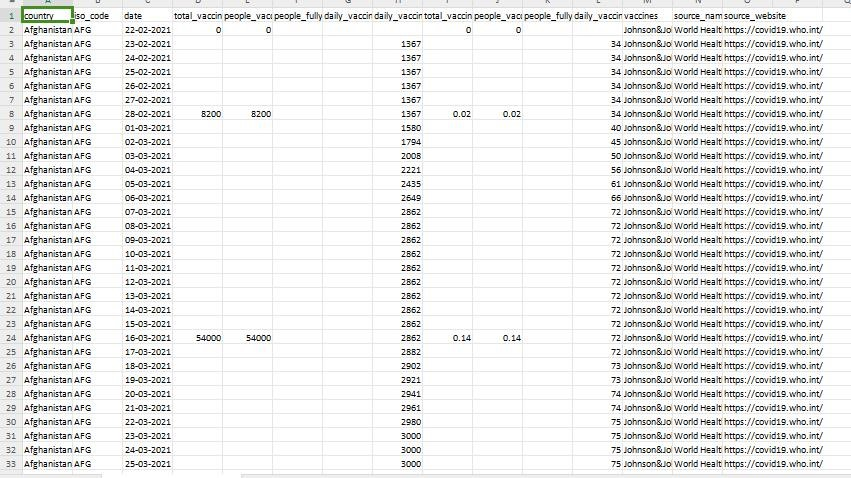 country iso_code date total_vaccin people_vacc people_fully daily_vaccin daily_vaccin total_vaccin people_vacc people_fully daily_vaccin vaccines source_nam source_website
2 Afghanistan AFG 22-02-2021 0 0 0 0 Johnson&Jo World Healt https://covid19.who.int/
3 Afghanistan AFG 23-02-2021 1367 34 Johnson&Jo World Healt https://covid19.who.int/
4 Afghanistan AFG 24-02-2021 1367 34 Johnson&Jo World Healt https://covid19.who.int/
5 Afghanistan AFG 25-02-2021 1367 34 Johnson&Jo World Healt https://covid19.who.int/
6 Afghanistan AFG 26-02-2021 1367 34 Johnson&Jo World Healt https://covid19.who.int/
7 Afghanistan AFG 27-02-2021 1367 34 Johnson&Jo World Healt https://covid19.who.int/
8 Afghanistan AFG 28-02-2021 8200 8200 1367 0.02 0.02 34 Johnson&Jo World Healt https://covid19.who.int/
9 Afghanistan AFG 01-03-2021 1580 40 Johnson&Jo World Healt https://covid19.who.int/
10 Afghanistan AFG 02-03-2021 1794 45 Johnson&Jo World Healt https://covid19.who.int/
11 Afghanistan AFG 03-03-2021 2008 50 Johnson&Jo World Healt https://covid19.who.int/
12 Afghanistan AFG 04-03-2021 2221 56 Johnson&Jo World Healt https://covid19.who.int/
13 Afghanistan AFG 05-03-2021 2435 61 Johnson&Jo World Healt https://covid19.who.int/
14 Afghanistan AFG 06-03-2021 2649 66 Johnson&Jo World Healt https://covid19.who.int/
15 Afghanistan AFG 07-03-2021 2862 72 Johnson&Jo World Healt https://covid19.who.int/
16 Afghanistan AFG 08-03-2021 2862 72 Johnson&Jo World Healt https://covid19.who.int/
17 Afghanistan AFG 09-03-2021 2862 72 Johnson&Jo World Healt https://covid19.who.int/
18 Afghanistan AFG 10-03-2021 2862 72 Johnson&Jo World Healt https://covid19.who.int/
19 Afghanistan AFG 11-03-2021 2862 72 Johnson&Jo World Healt https://covid19.who.int/
20 Afghanistan AFG 12-03-2021 2862 72 Johnson&Jo World Healt https://covid19.who.int/
21 Afghanistan AFG 13-03-2021 2862 72 Johnson&Jo World Healt https://covid19.who.int/
22 Afghanistan AFG 14-03-2021 2862 72 Johnson&Jo World Healt https://covid19.who.int/
23 Afghanistan AFG 15-03-2021 2862 72 Johnson&Jo World Healt https://covid19.who.int/
24 Afghanistan AFG 16-03-2021 54000 54000 2862 0.14 0.14 72 Johnson&Jo World Healt https://covid19.who.int/
25 Afghanistan AFG 17-03-2021 2882 72 Johnson&Jo World Healt https://covid19.who.int/
26 Afghanistan AFG 18-03-2021 2902 73 Johnson&Jo World Healt https://covid19.who.int/
27 Afghanistan AFG 19-03-2021 2921 73 Johnson&Jo World Healt https://covid19.who.int/
28 Afghanistan AFG 20-03-2021 2941 74 Johnson&Jo World Healt https://covid19.who.int/
29 Afghanistan AFG 21-03-2021 2961 74 Johnson&Jo World Healt https://covid19.who.int/
30 Afghanistan AFG 22-03-2021 2980 75 Johnson&Jo World Healt https://covid19.who.int/
31 Afghanistan AFG 23-03-2021 3000 75 Johnson&Jo World Healt https://covid19.who.int/
32 Afghanistan AFG 24-03-2021 3000 75 Johnson&Jo World Healt https://covid19.who.int/
33 Afghanistan AFG 25-03-2021 3000 75 Johnson&Jo World Healt https://covid19.who.int/